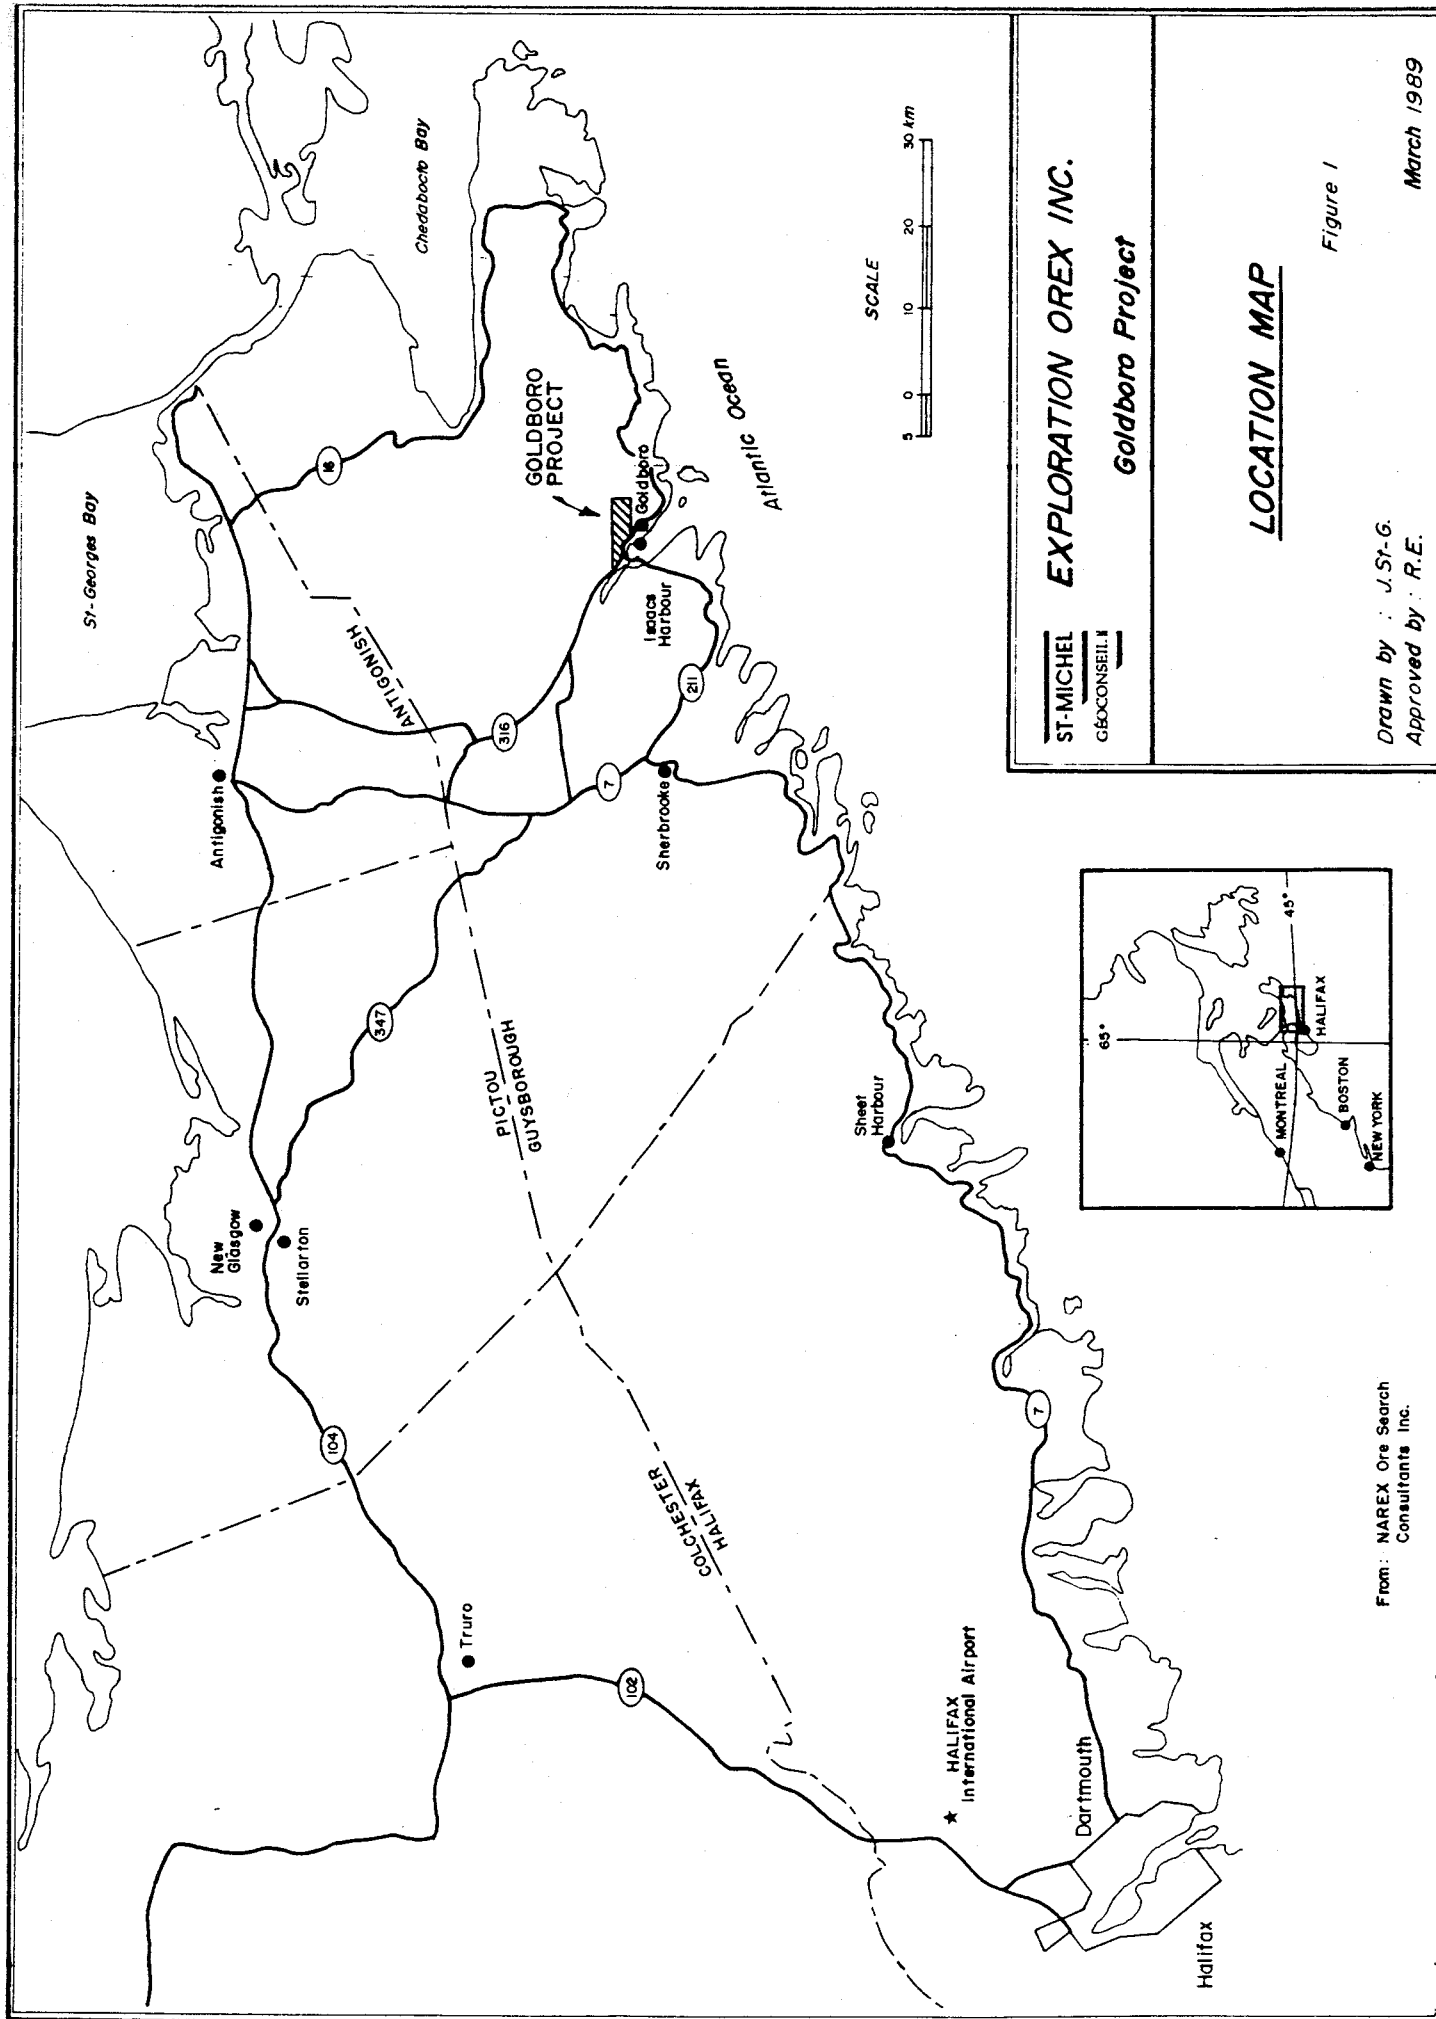 St-Georges Bay
Chedabocto Bay
Antigonish
16
ANTIGONISH
GOLDBORO
PROJECT
Goldboro
Isaacs
Harbour
316
211
7
Sherbrooke
Atlantic Ocean
New
Glasgow
Stellarton
347
PICTOU
GUYSBOROUGH
104
Sheet
Harbour
Truro
COLCHESTER
HALIFAX
102
7
HALIFAX
International Airport
Dartmouth
Halifax
SCALE
5 0 10 20 30 km
65°
45°
MONTREAL
HALIFAX
BOSTON
NEW YORK
From: NAREX Ore Search
Consultants Inc.
ST-MICHEL
GÉOCONSEIL
EXPLORATION OREX INC.
Goldboro Project
LOCATION MAP
Figure 1
Drawn by : J.St-G.
Approved by : R.E.
March 1989